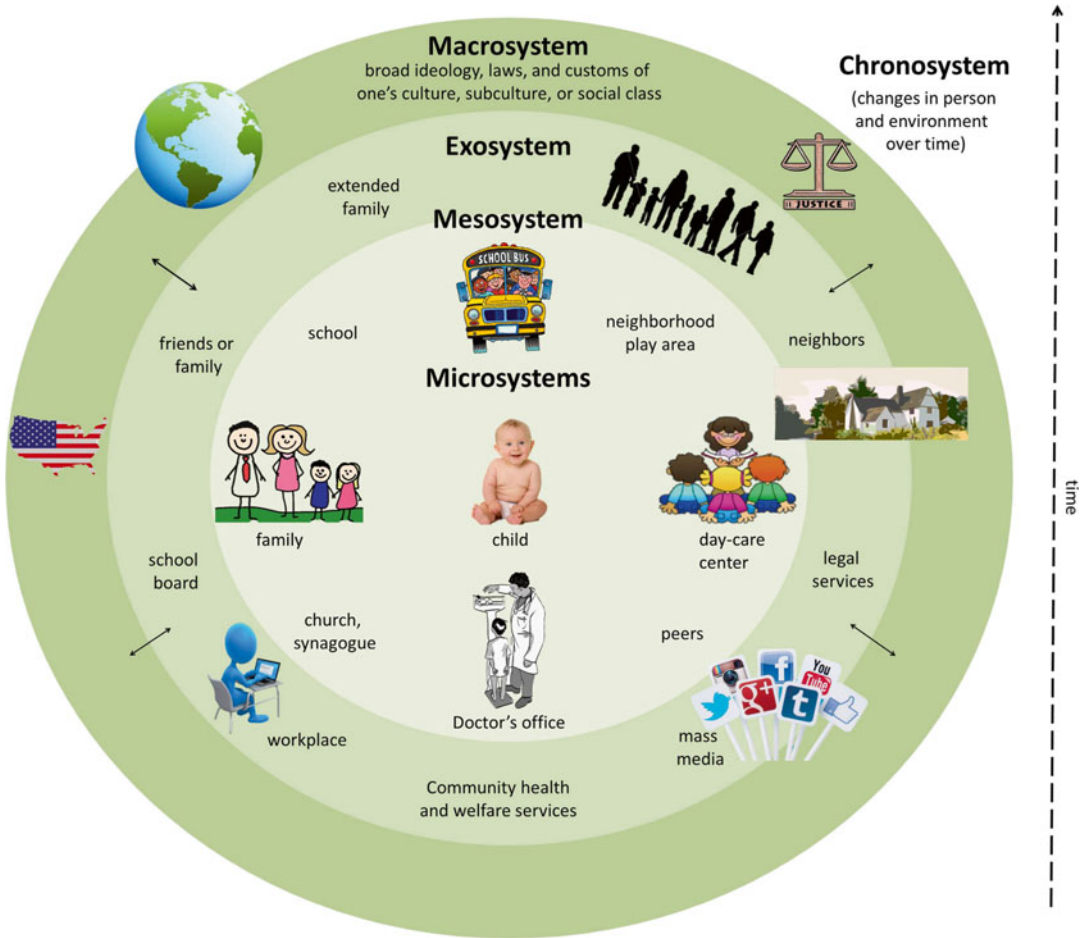 Macrosystem
broad ideology, laws, and customs of
one's culture, subculture, or social class
Chronosystem
(changes in person
and environment
over time)
Exosystem
extended
family
JUSTICE
Mesosystem
SCHOOL BUS
school
neighborhood
play area
friends or
family
neighbors
Microsystems
time
family
child
day-care
center
school
board
legal
services
church,
synagogue
peers
Doctor's office
workplace
f
You
Tube
g+
t
mass
media
Community health
and welfare services